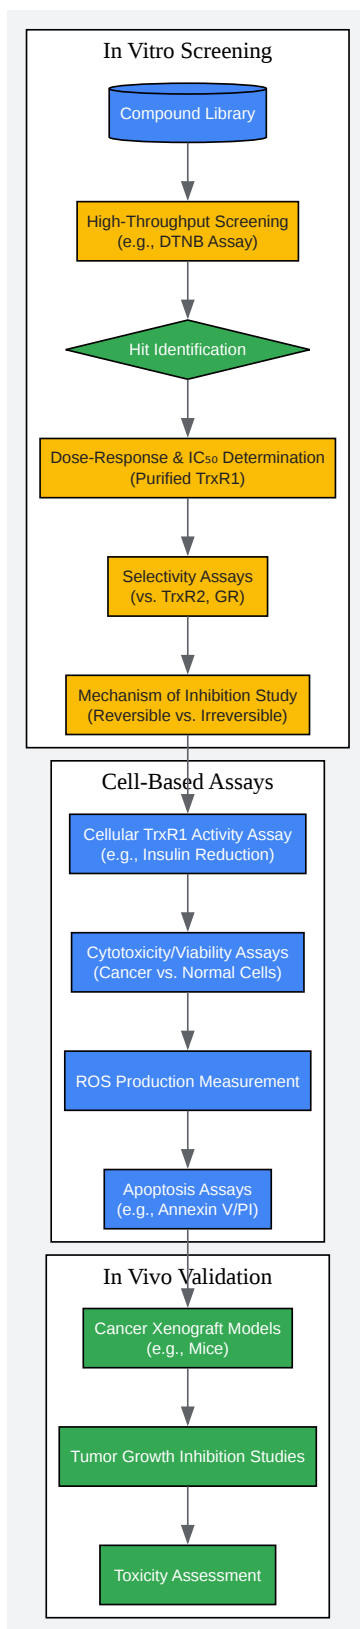 In Vitro Screening
Compound Library
High-Throughput Screening
(e.g., DTNB Assay)
Hit Identification
Dose-Response & IC₅₀ Determination
(Purified TrxR1)
Selectivity Assays
(vs. TrxR2, GR)
Mechanism of Inhibition Study
(Reversible vs. Irreversible)
Cell-Based Assays
Cellular TrxR1 Activity Assay
(e.g., Insulin Reduction)
Cytotoxicity/Viability Assays
(Cancer vs. Normal Cells)
ROS Production Measurement
Apoptosis Assays
(e.g., Annexin V/PI)
In Vivo Validation
Cancer Xenograft Models
(e.g., Mice)
Tumor Growth Inhibition Studies
Toxicity Assessment